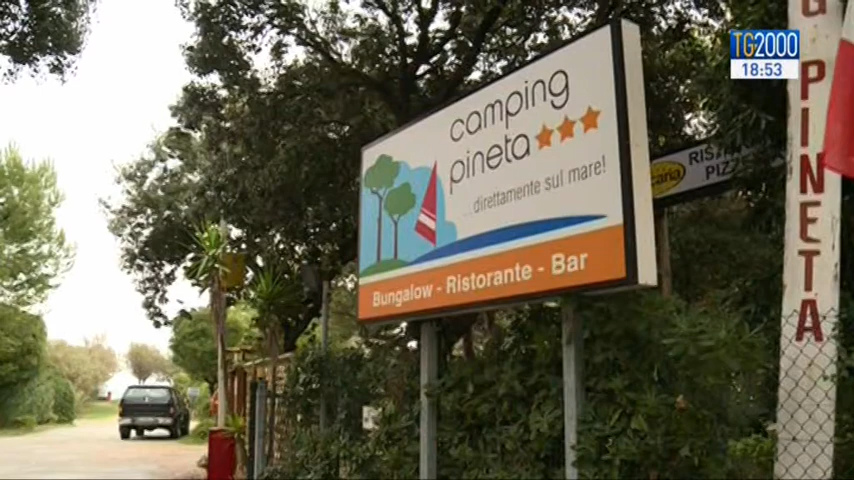 TG2000
18:53
camping
pineta
...direttamente sul mare!
Bungalow - Ristorante - Bar
G PINETA